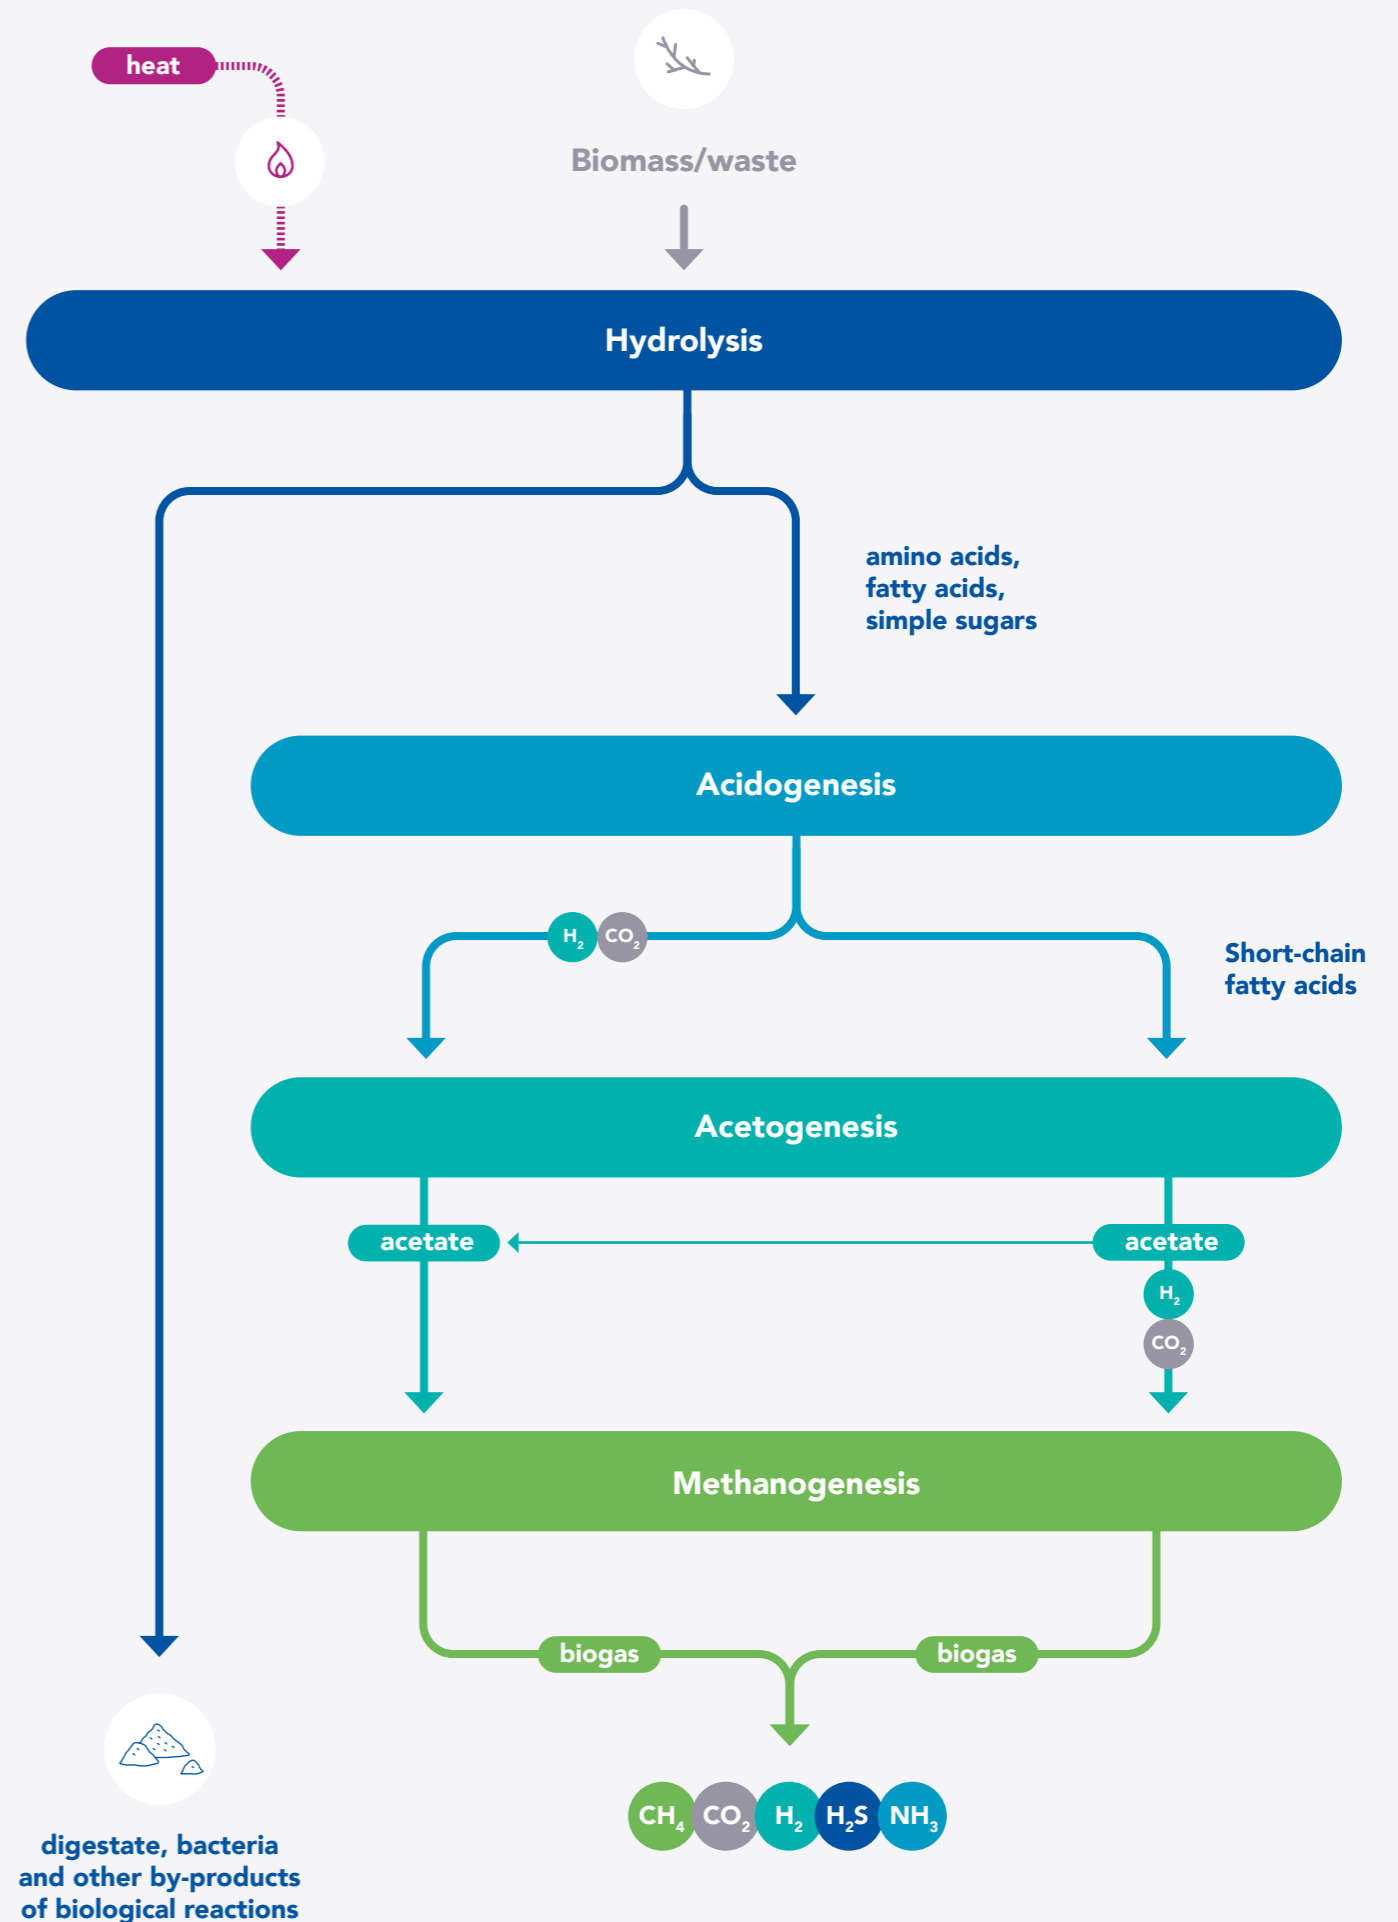 heat
Biomass/waste
Hydrolysis
amino acids,
fatty acids,
simple sugars
Acidogenesis
H₂ CO₂
Short-chain
fatty acids
Acetogenesis
acetate
acetate
H₂
CO₂
Methanogenesis
biogas
biogas
CH₄ CO₂ H₂ H₂S NH₃
digestate, bacteria
and other by-products
of biological reactions